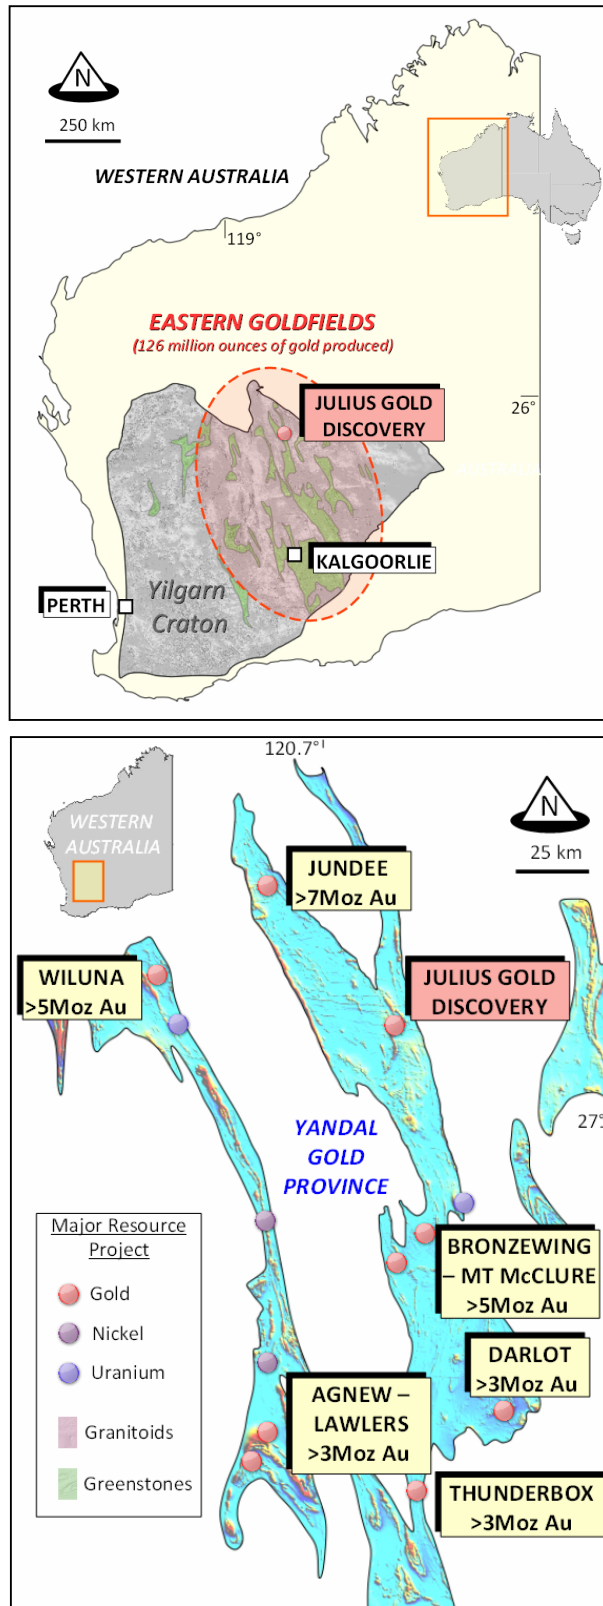 N
250 km
WESTERN AUSTRALIA
119°
EASTERN GOLDFIELDS
(126 million ounces of gold produced)
JULIUS GOLD
DISCOVERY
26°
AUSTRALIA
KALGOORLIE
PERTH
Yilgarn
Craton
120.7°
WESTERN
AUSTRALIA
N
25 km
JUNDEE
>7Moz Au
WILUNA
>5Moz Au
JULIUS GOLD
DISCOVERY
27°
YANDAL
GOLD
PROVINCE
Major Resource
Project
Gold
Nickel
Uranium
Granitoids
Greenstones
BRONZEWING
– MT McCLURE
>5Moz Au
DARLOT
>3Moz Au
AGNEW –
LAWLERS
>3Moz Au
THUNDERBOX
>3Moz Au